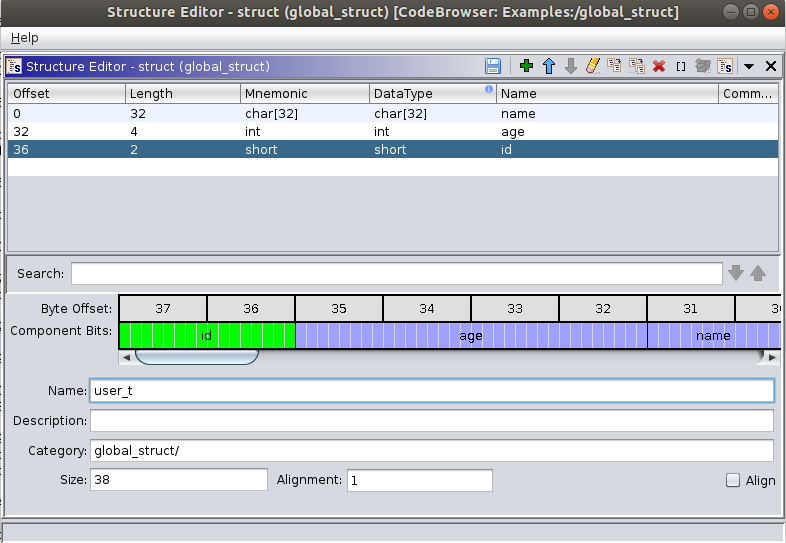 Structure Editor - struct (global_struct) [CodeBrowser: Examples:/global_struct]
Help
Structure Editor - struct (global_struct)
Offset Length Mnemonic DataType Name Comm...
0 32 char[32] char[32] name
32 4 int int age
36 2 short short id
Search:
Byte Offset: 37 36 35 34 33 32 31
Component Bits: id age name
Name: user_t
Description:
Category: global_struct/
Size: 38 Alignment: 1 Align